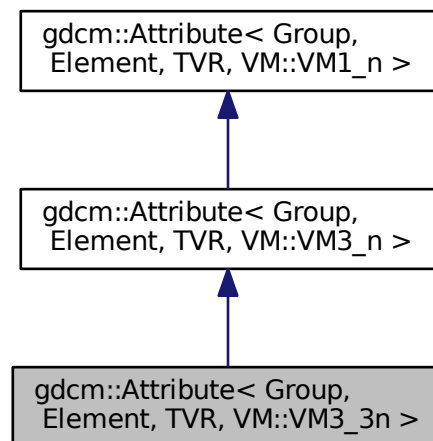 gdcm::Attribute< Group,
Element, TVR, VM::VM1_n >
gdcm::Attribute< Group,
Element, TVR, VM::VM3_n >
gdcm::Attribute< Group,
Element, TVR, VM::VM3_3n >